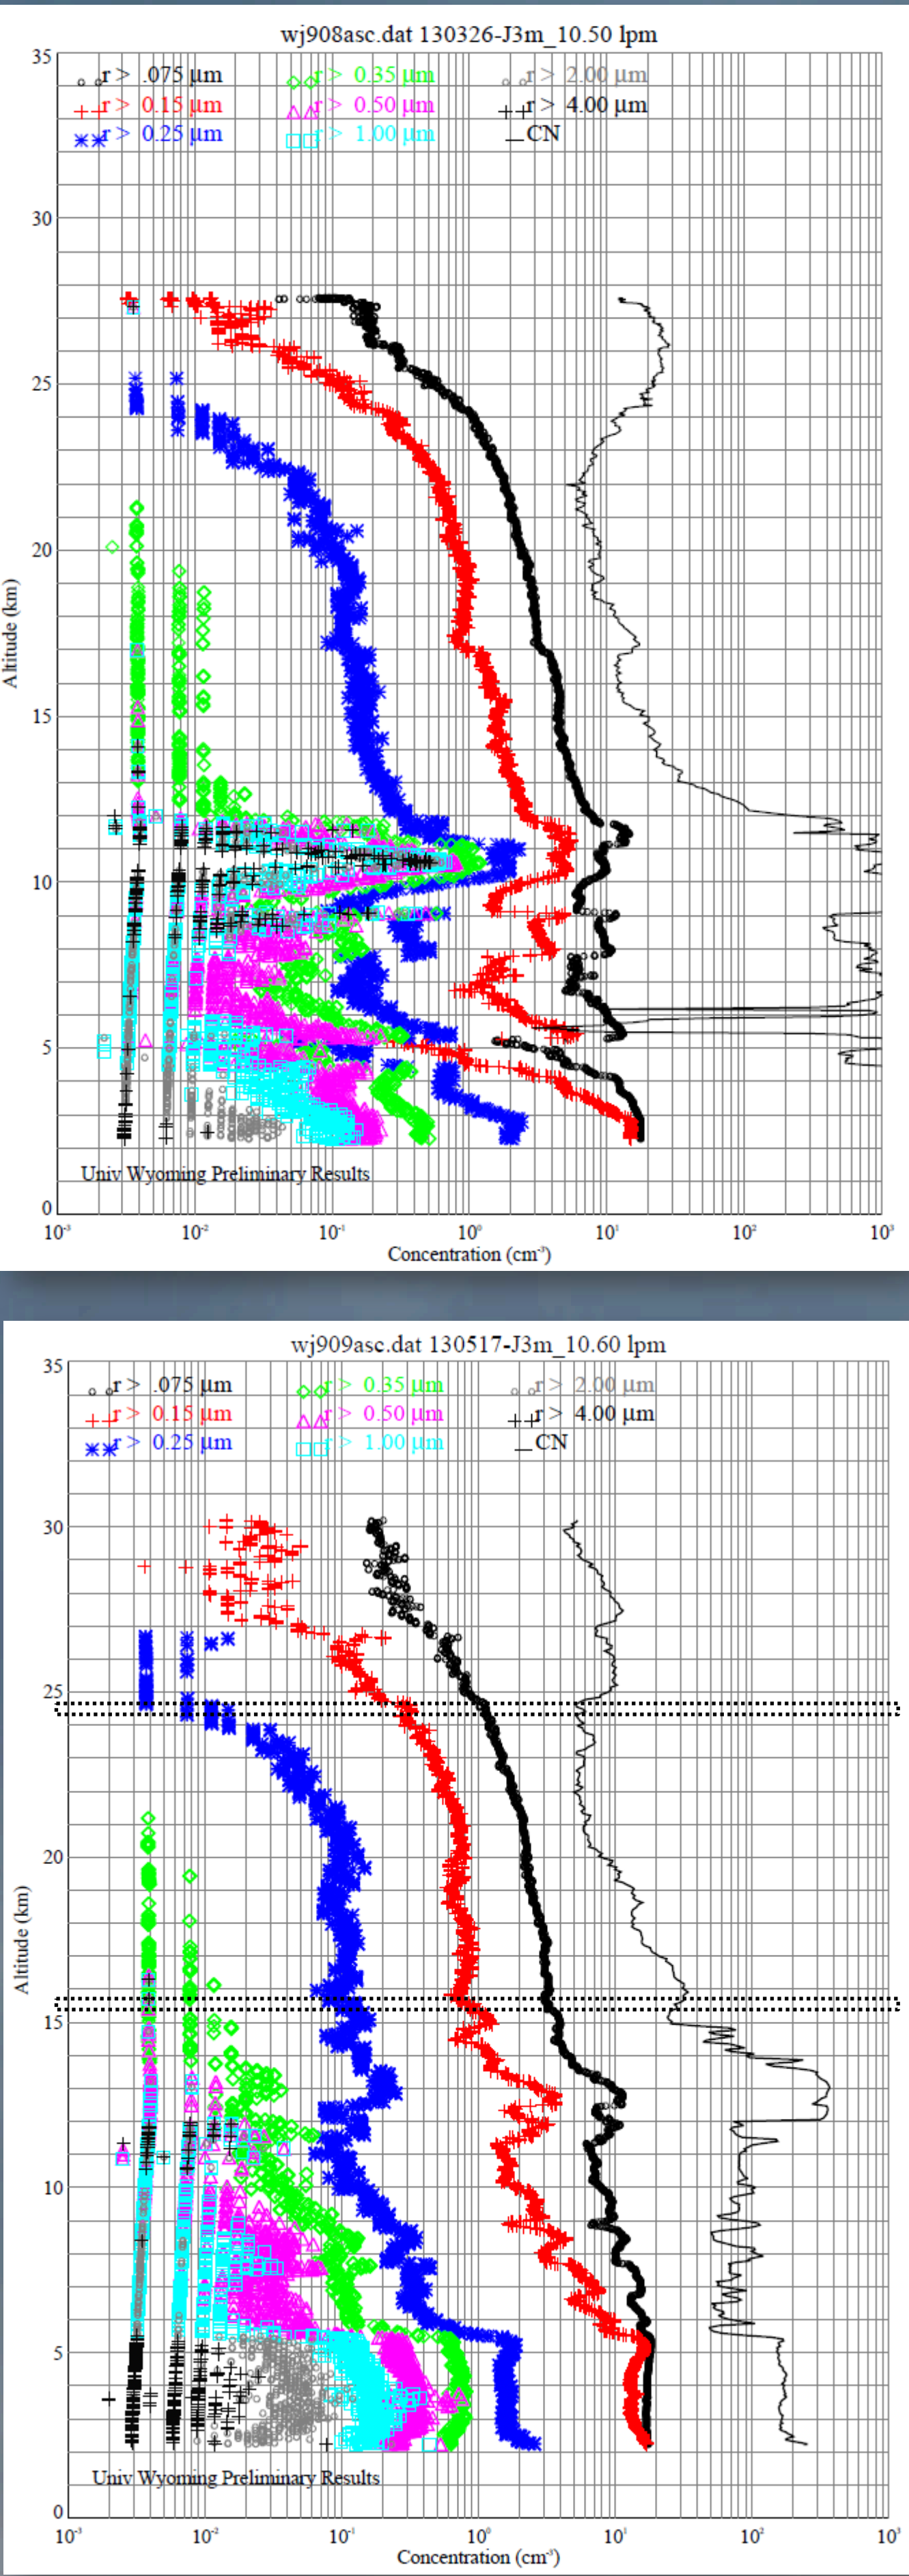 wj908asc.dat 130326-J3m_10.50 lpm
35
r > .075 µm r > 0.35 µm r > 2.00 µm
r > 0.15 µm r > 0.50 µm r > 4.00 µm
r > 0.25 µm r > 1.00 µm CN
30
25
20
Altitude (km)
15
10
5
Univ Wyoming Preliminary Results
0
10⁻³ 10⁻² 10⁻¹ 10⁰ 10¹ 10² 10³
Concentration (cm⁻³)
wj909asc.dat 130517-J3m_10.60 lpm
35
r > .075 µm r > 0.35 µm r > 2.00 µm
r > 0.15 µm r > 0.50 µm r > 4.00 µm
r > 0.25 µm r > 1.00 µm CN
30
25
20
Altitude (km)
15
10
5
Univ Wyoming Preliminary Results
0
10⁻³ 10⁻² 10⁻¹ 10⁰ 10¹ 10² 10³
Concentration (cm⁻³)